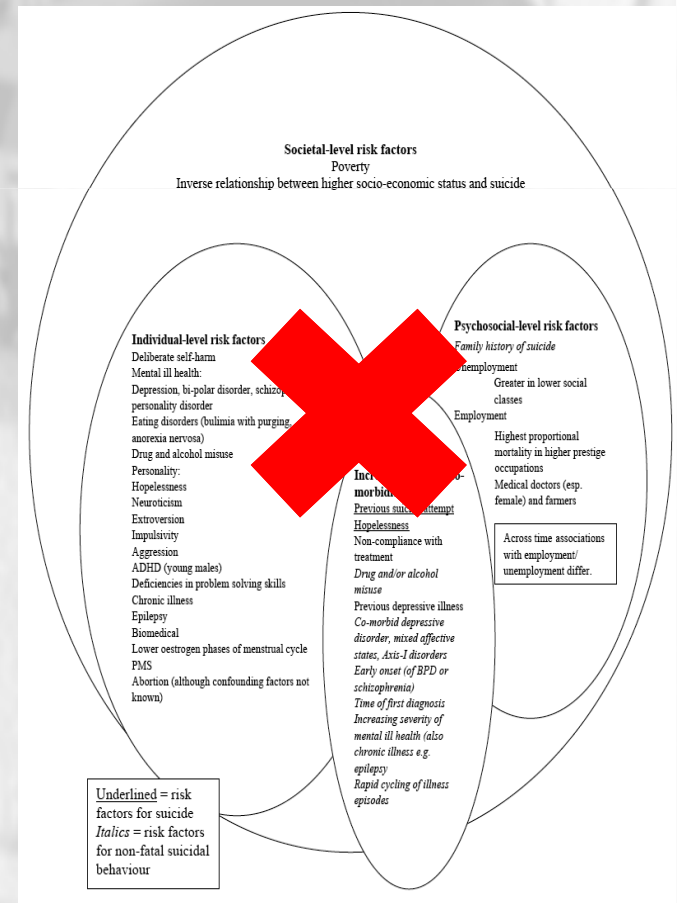 Societal-level risk factors
Poverty
Inverse relationship between higher socio-economic status and suicide
Individual-level risk factors
Deliberate self-harm
Mental ill health:
Depression, bi-polar disorder,
personality disorder
Eating disorders (bulimia with purging,
anorexia nervosa)
Drug and alcohol misuse
Personality:
Hopelessness
Neuroticism
Extroversion
Impulsivity
Aggression
ADHD (young males)
Deficiencies in problem solving skills
Chronic illness
Epilepsy
Biomedical
Lower oestrogen phases of menstrual cycle
PMS
Abortion (although confounding factors not
known)
Psychosocial-level risk factors
Family history of suicide
Unemployment
Greater in lower social
classes
Employment
Highest proportional
mortality in higher prestige
occupations
Medical doctors (esp.
female) and farmers
Across time associations
with employment/
unemployment differ.
Previous attempt
Hopelessness
Non-compliance with
treatment
Drug and/or alcohol
misuse
Previous depressive illness
Co-morbid depressive
disorder, mixed affective
states, Axis-I disorders
Early onset (of BPD or
schizophrenia)
Time of first diagnosis
Increasing severity of
mental ill health (also
chronic illness e.g.
epilepsy
Rapid cycling of illness
episodes
Underlined = risk
factors for suicide
Italics = risk factors
for non-fatal suicidal
behaviour